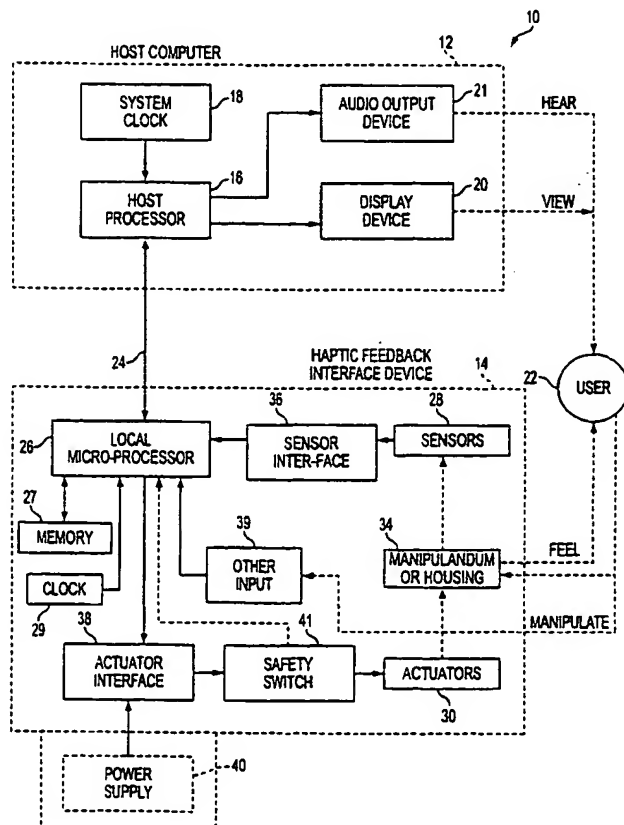 10
HOST COMPUTER
12
SYSTEM
CLOCK
18
AUDIO OUTPUT
DEVICE
21
HEAR
HOST
PROCESSOR
16
DISPLAY
DEVICE
20
VIEW
24
HAPTIC FEEDBACK
INTERFACE DEVICE
14
22
USER
26
LOCAL
MICRO-PROCESSOR
36
SENSOR
INTER-FACE
28
SENSORS
27
MEMORY
39
OTHER
INPUT
34
MANIPULANDUM
OR HOUSING
FEEL
CLOCK
29
MANIPULATE
38
ACTUATOR
INTERFACE
41
SAFETY
SWITCH
ACTUATORS
30
POWER
SUPPLY
40